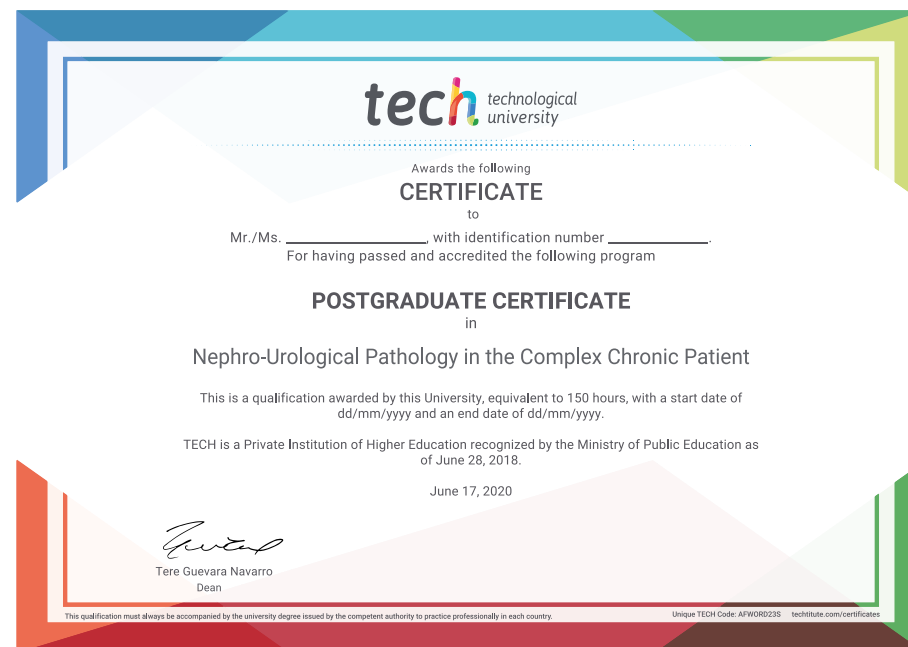 tech technological
university
Awards the following
CERTIFICATE
to
Mr./Ms. ____________________, with identification number ______________.
For having passed and accredited the following program
POSTGRADUATE CERTIFICATE
in
Nephro-Urological Pathology in the Complex Chronic Patient
This is a qualification awarded by this University, equivalent to 150 hours, with a start date of
dd/mm/yyyy and an end date of dd/mm/yyyy.
TECH is a Private Institution of Higher Education recognized by the Ministry of Public Education as
of June 28, 2018.
June 17, 2020
Tere Guevara Navarro
Dean
This qualification must always be accompanied by the university degree issued by the competent authority to practice professionally in each country.
Unique TECH Code: AFWORD23S techtitute.com/certificates